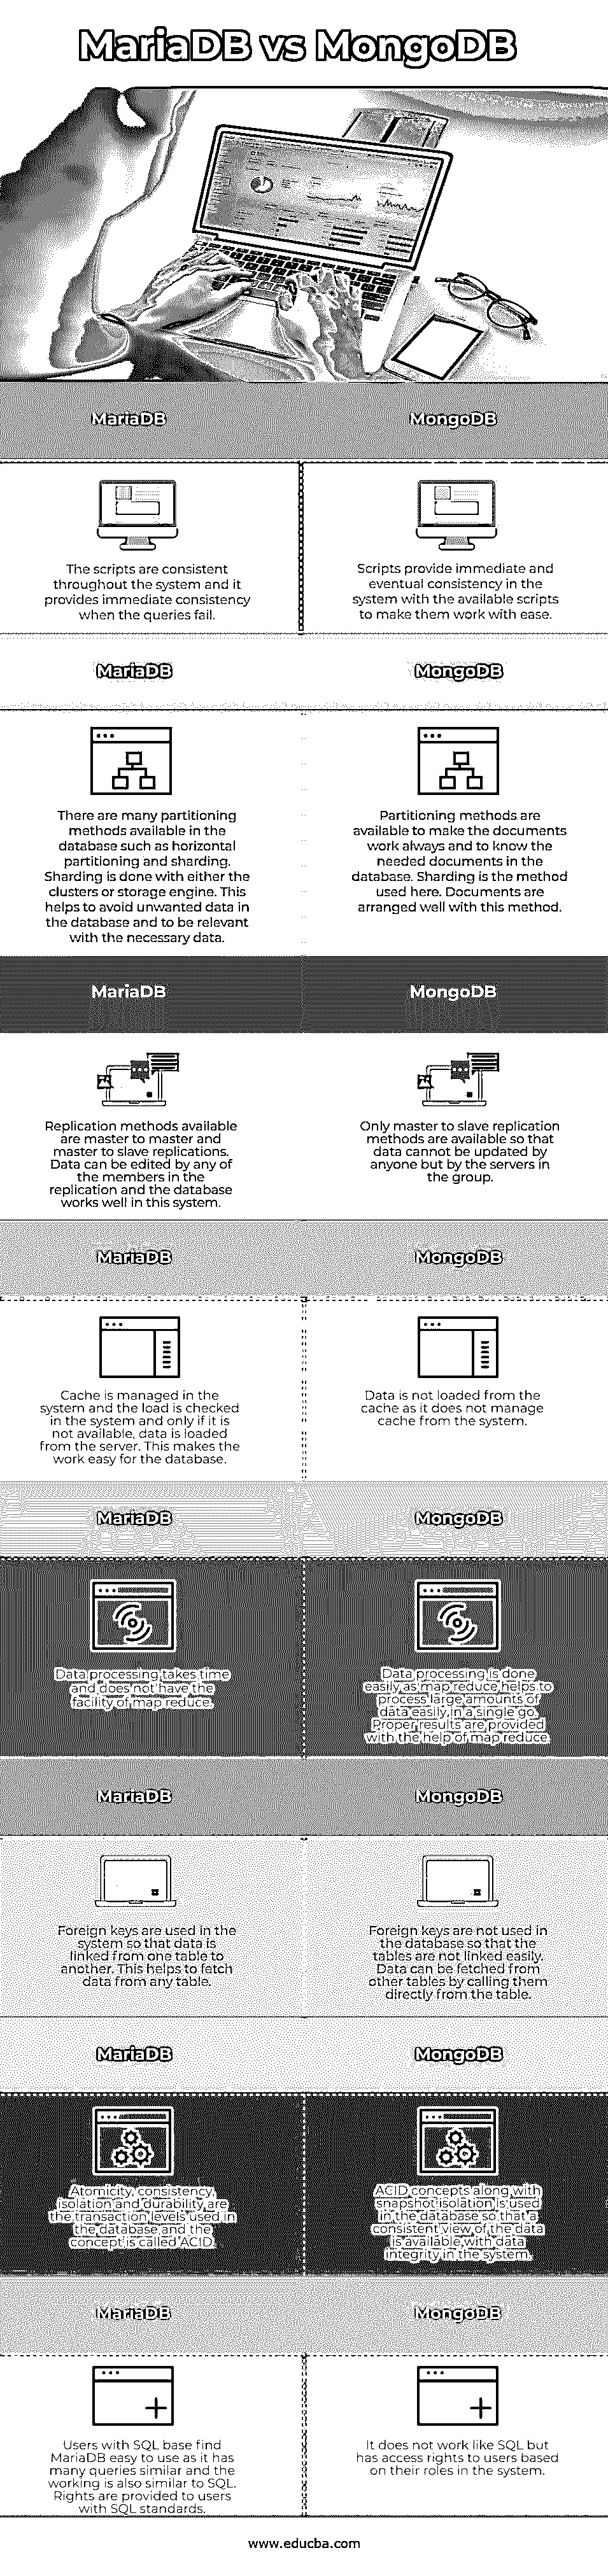 MariaDB vs MongoDB
MariaDB
MongoDB
The scripts are consistent
throughout the system and it
provides immediate consistency
when the queries fail.
Scripts provide immediate and
eventual consistency in the
system with the available scripts
to make them work with ease.
MariaDB
MongoDB
There are many partitioning
methods available in the
database such as horizontal
partitioning and sharding.
Sharding is done with either the
clusters or storage engine. This
helps to avoid unwanted data in
the database and to be relevant
with the necessary data.
Partitioning methods are
available to make the documents
work always and to know the
needed documents in the
database. Sharding is the method
used here. Documents are
arranged well with this method.
MariaDB
MongoDB
Replication methods available
are master to master and
master to slave replications.
Data can be edited by any of
the members in the
replication and the database
works well in this system.
Only master to slave replication
methods are available so that
data cannot be updated by
anyone but by the servers in
the group.
MariaDB
MongoDB
Cache is managed in the
system and the load is checked
in the system and only if it is
not available, data is loaded
from the server. This makes the
work easy for the database.
Data is not loaded from the
cache as it does not manage
cache from the system.
MariaDB
MongoDB
Data processing takes time
and does not have the
facility of map reduce.
Data processing is done
easily as map reduce helps to
process large amounts of
data easily in a single go.
Proper results are provided
with the help of map reduce.
MariaDB
MongoDB
Foreign keys are used in the
system so that data is
linked from one table to
another. This helps to fetch
data from any table.
Foreign keys are not used in
the database so that the
tables are not linked easily.
Data can be fetched from
other tables by calling them
directly from the table.
MariaDB
MongoDB
Atomicity, consistency,
isolation and durability are
the transaction levels used in
the database and the
concept is called ACID.
ACID concepts along with
snapshot isolation is used
in the database so that a
consistent view of the data
is available with data
integrity in the system.
MariaDB
MongoDB
Users with SQL base find
MariaDB easy to use as it has
many queries similar and the
working is also similar to SQL.
Rights are provided to users
with SQL standards.
It does not work like SQL but
has access rights to users based
on their roles in the system.
www.educba.com